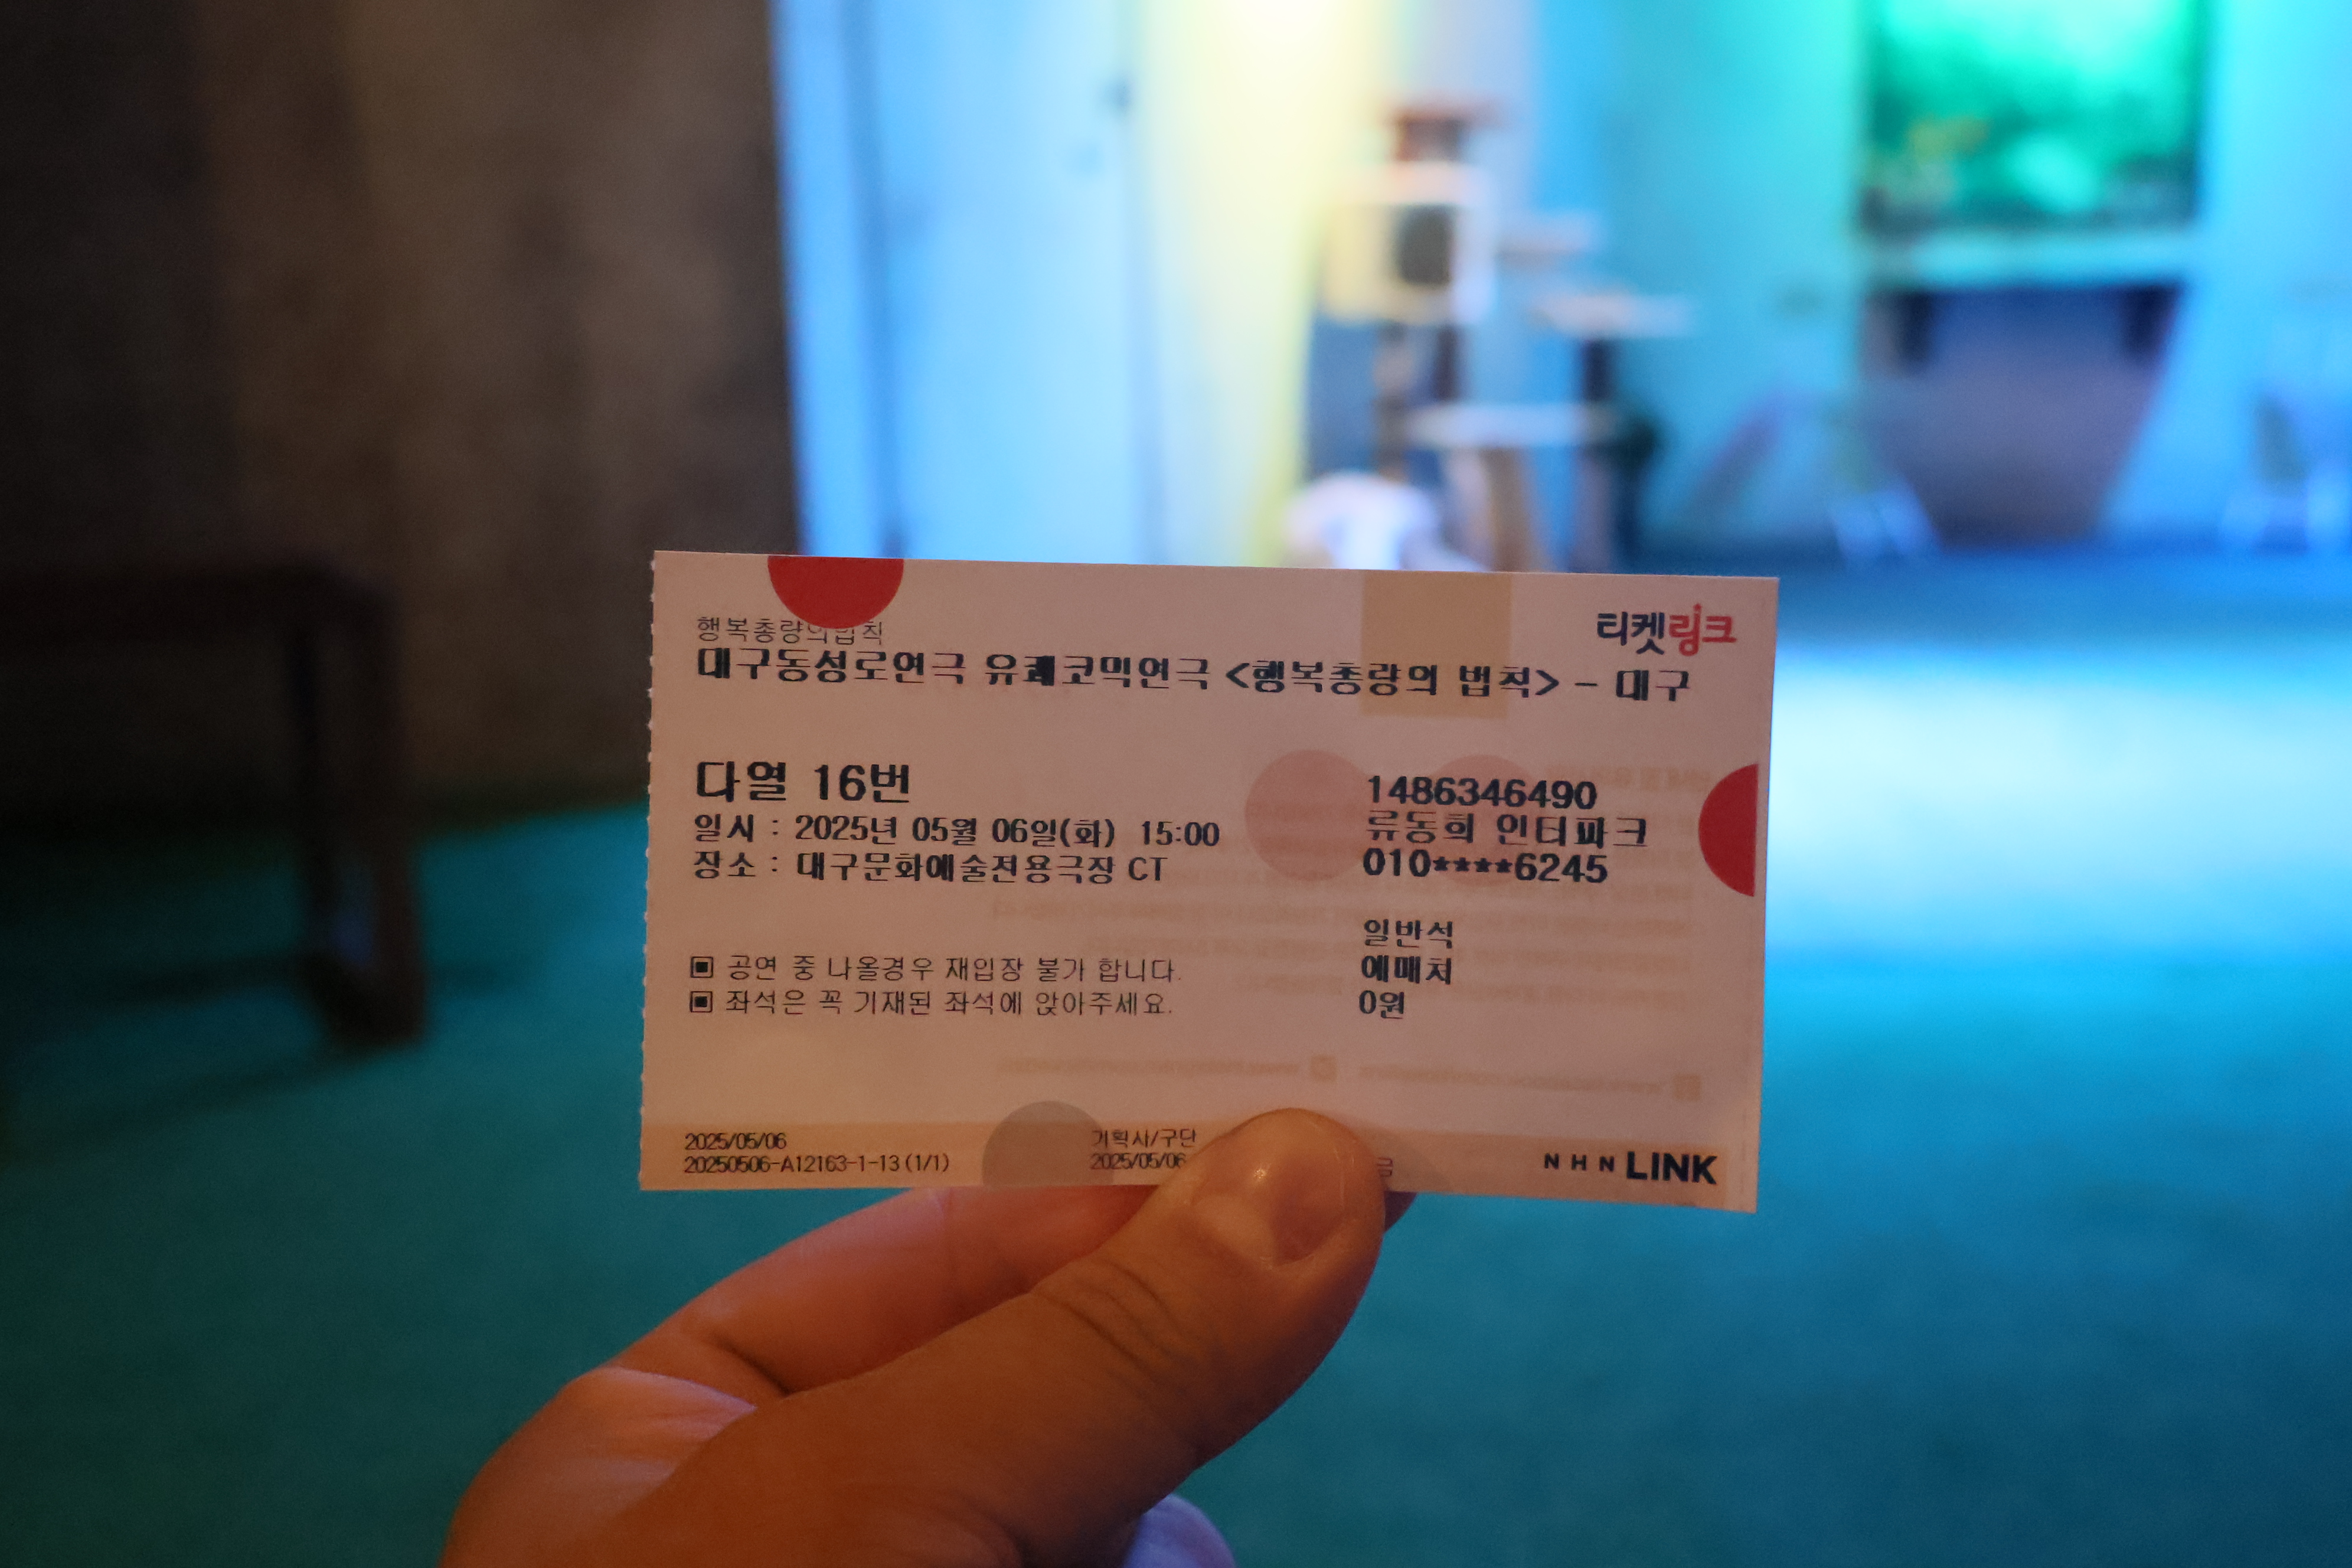 행복총량의법칙
티켓링크
대구동성로연극 유쾌코믹연극 <행복총량의 법칙> - 대구
다열 16번
일시 : 2025년 05월 06일(화) 15:00
장소 : 대구문화예술전용극장 CT
1486346490
류동희 인터파크
010****6245
일반석
예매처
0원
▣ 공연 중 나올경우 재입장 불가 합니다.
▣ 좌석은 꼭 기재된 좌석에 앉아주세요.
2025/05/06
20250506-A12163-1-13 (1/1)
기획사/구단
2025/05/06
NHN LINK